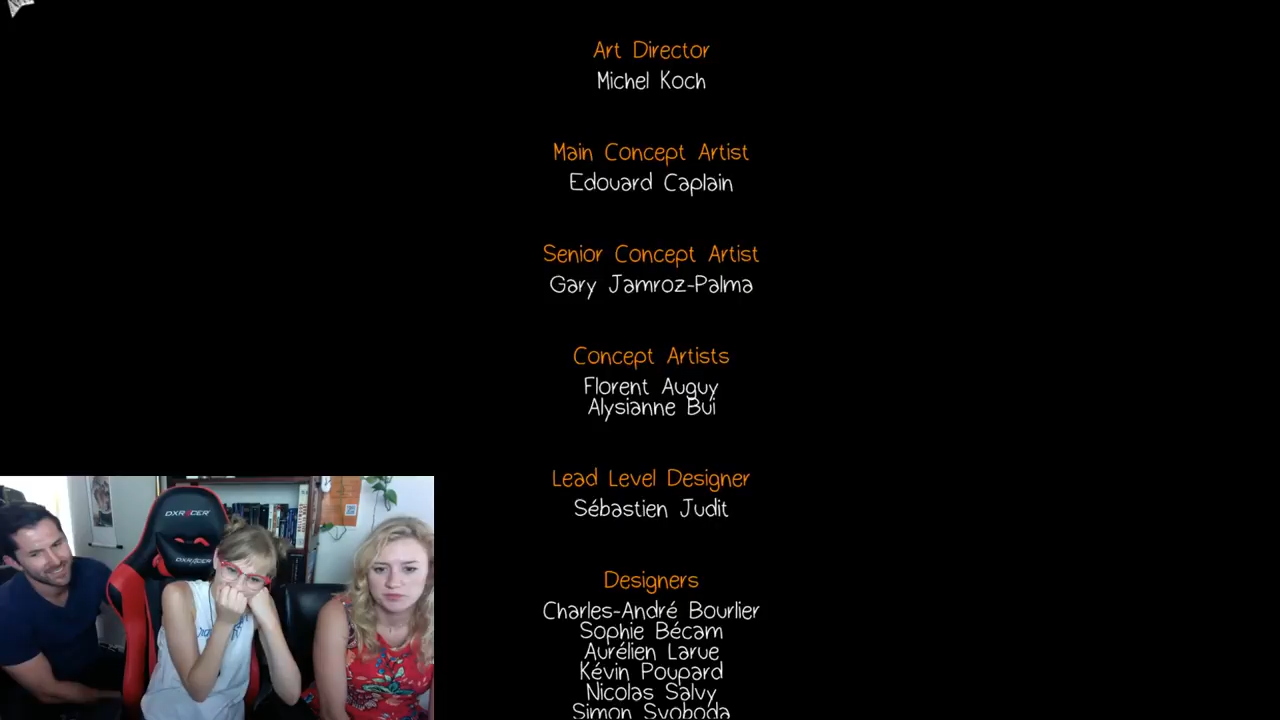 Art Director
Michel Koch
Main Concept Artist
Edouard Caplain
Senior Concept Artist
Gary Jamroz-Palma
Concept Artists
Florent Auguy
Alysianne Bui
Lead Level Designer
Sébastien Judit
Designers
Charles-André Bourlier
Sophie Bécam
Aurélien Larue
Kévin Poupard
Nicolas Salvy
Simon Svoboda
DXRACER
DXRACER